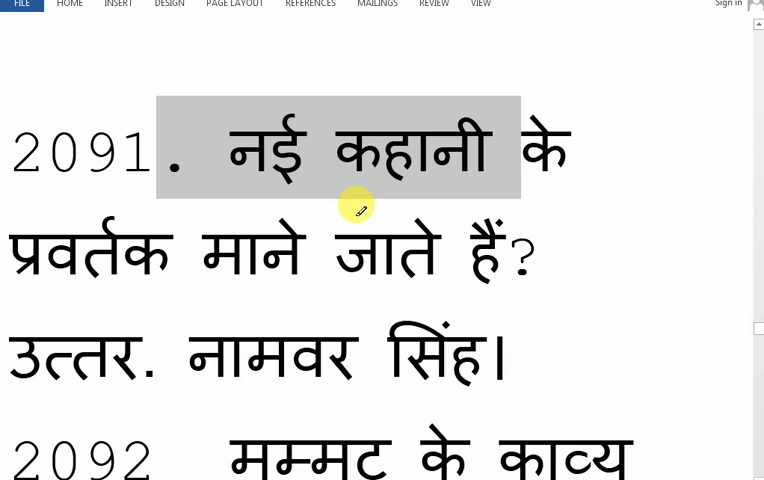 FILE HOME INSERT DESIGN PAGE LAYOUT REFERENCES MAILINGS REVIEW VIEW Sign in
2091. नई कहानी के
प्रवर्तक माने जाते हैं?
उत्तर. नामवर सिंह।
2092 मम्मट के काव्य